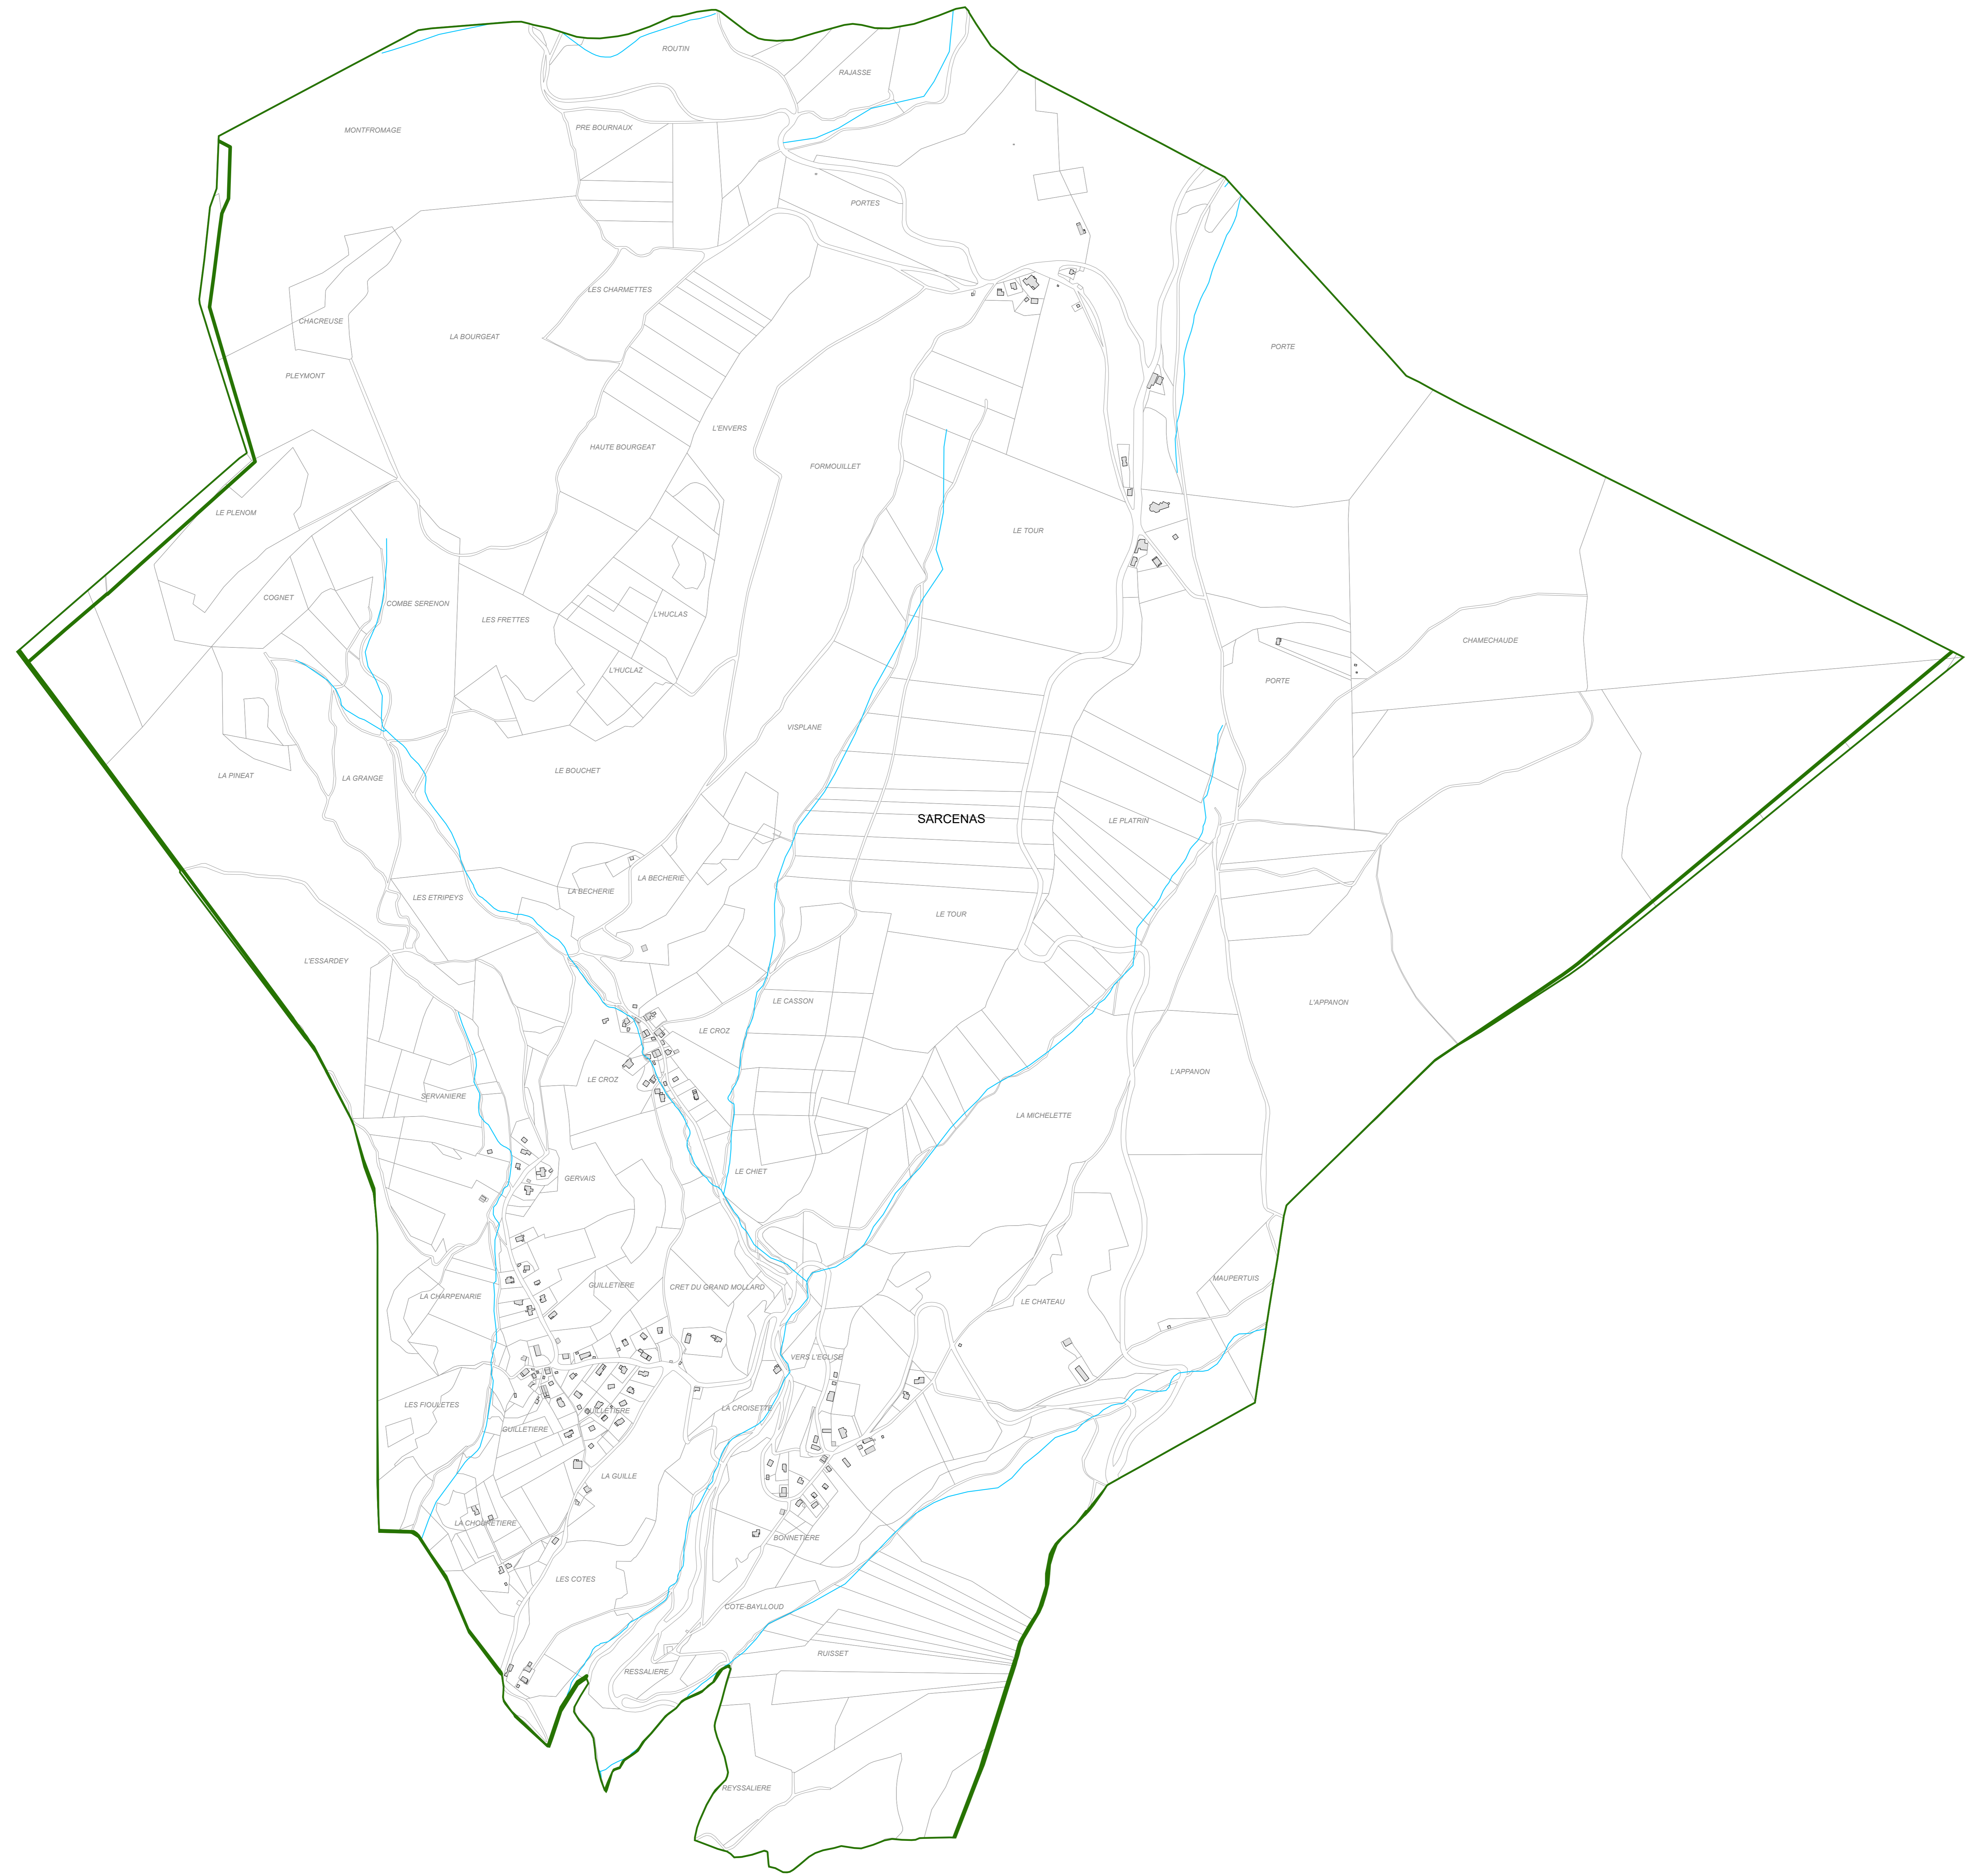 ROUTIN
RAJASSE
MONTFROMAGE
PRE BOURNAUX
PORTES
LES CHARMETTES
CHACREUSE
LA BOURGEAT
PORTE
PLEYMONT
L'ENVERS
HAUTE BOURGEAT
FORMOUILLET
LE PLENOM
LE TOUR
COGNET
COMBE SERENON
LES FRETTES
L'HUCLAS
CHAMECHAUDE
L'HUCLAZ
PORTE
VISPLANE
LE BOUCHET
LA PINEAT
LA GRANGE
SARCENAS
LE PLATRIN
LA BECHERIE
LA BECHERIE
LES ETRIPEYS
LE TOUR
L'ESSARDEY
LE CASSON
L'APPANON
LE CROZ
L'APPANON
LE CROZ
SERVANIERE
LA MICHELETTE
LE CHIET
GERVAIS
MAUPERTUIS
GUILLETIERE
CRET DU GRAND MOLLARD
LA CHARPENARIE
LE CHATEAU
VERS L'EGLISE
LES FIOULETES
LA CROISETTE
GUILLETIERE
GUILLETIERE
LA GUILLE
LA CHOURETIERE
BONNETIERE
LES COTES
COTE-BAYLLOUD
RUISSET
RESSALIERE
REYSSALIERE